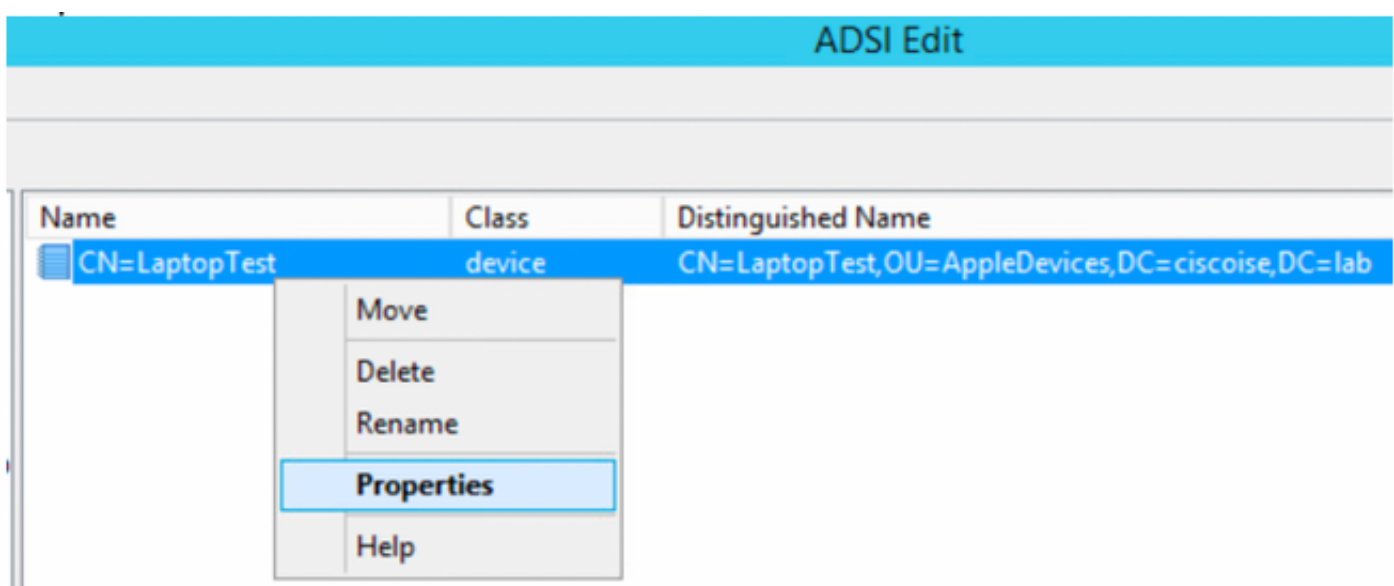 ADSI Edit
Name Class Distinguished Name
CN=LaptopTest device CN=LaptopTest,OU=AppleDevices,DC=ciscoise,DC=lab
Move
Delete
Rename
Properties
Help